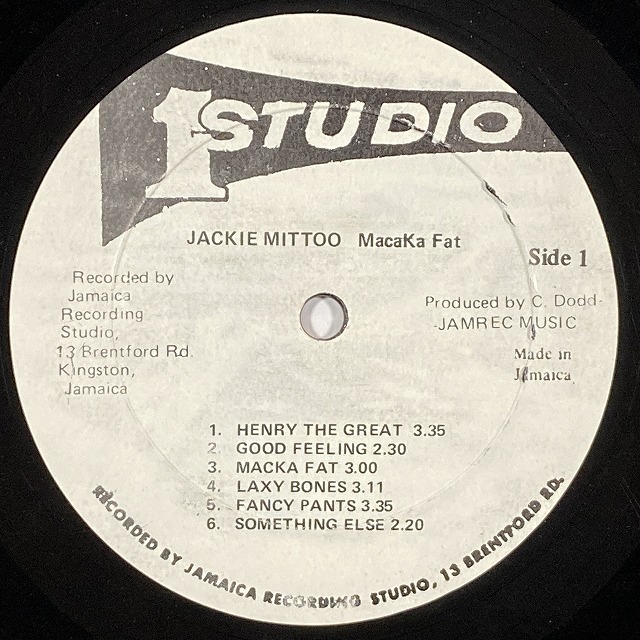 1 STUDIO
JACKIE MITTOO MacaKa Fat
Side 1
Recorded by
Jamaica
Recording
Studio,
13 Brentford Rd.
Kingston,
Jamaica
Produced by C. Dodd-
-JAMREC MUSIC
Made in
Jamaica
1. HENRY THE GREAT 3.35
2. GOOD FEELING 2.30
3. MACKA FAT 3.00
4. LAXY BONES 3.11
5. FANCY PANTS 3.35
6. SOMETHING ELSE 2.20
RECORDED BY JAMAICA RECORDING STUDIO, 13 BRENTFORD RD.